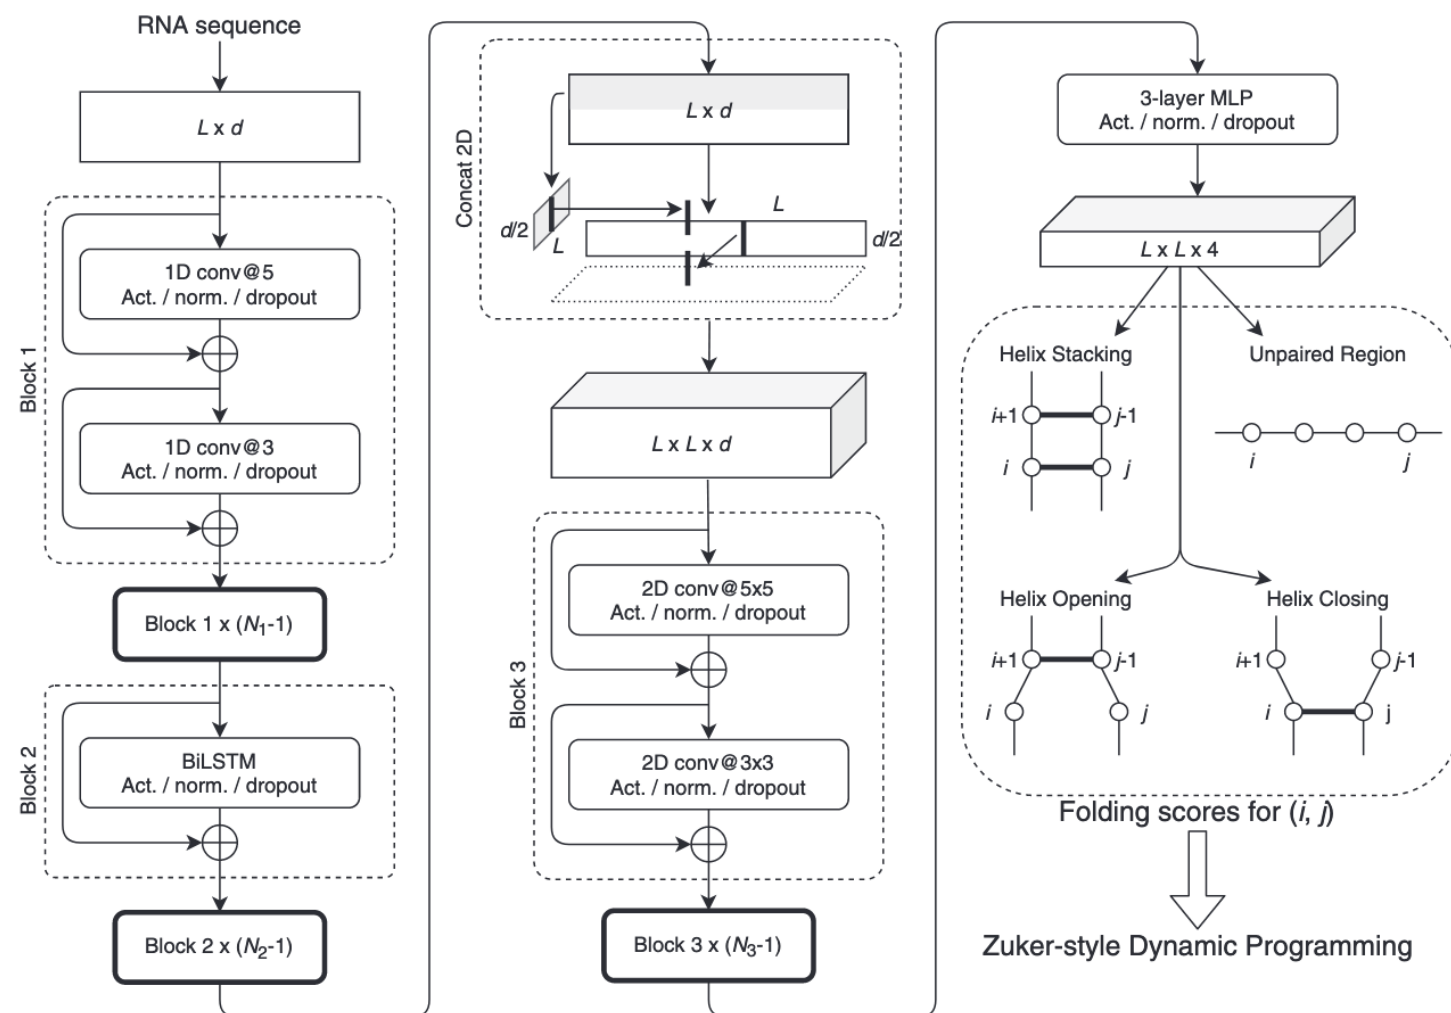 RNA sequence
L x d
Block 1
1D conv@5
Act. / norm. / dropout
1D conv@3
Act. / norm. / dropout
Block 1 x (N1-1)
Block 2
BiLSTM
Act. / norm. / dropout
Block 2 x (N2-1)
Concat 2D
L x d
d/2
L
L
d/2
L x L x d
Block 3
2D conv@5x5
Act. / norm. / dropout
2D conv@3x3
Act. / norm. / dropout
Block 3 x (N3-1)
3-layer MLP
Act. / norm. / dropout
L x L x 4
Helix Stacking
i+1
j-1
i
j
Unpaired Region
i
j
Helix Opening
i+1
j-1
i
j
Helix Closing
i+1
j-1
i
j
Folding scores for (i, j)
Zuker-style Dynamic Programming